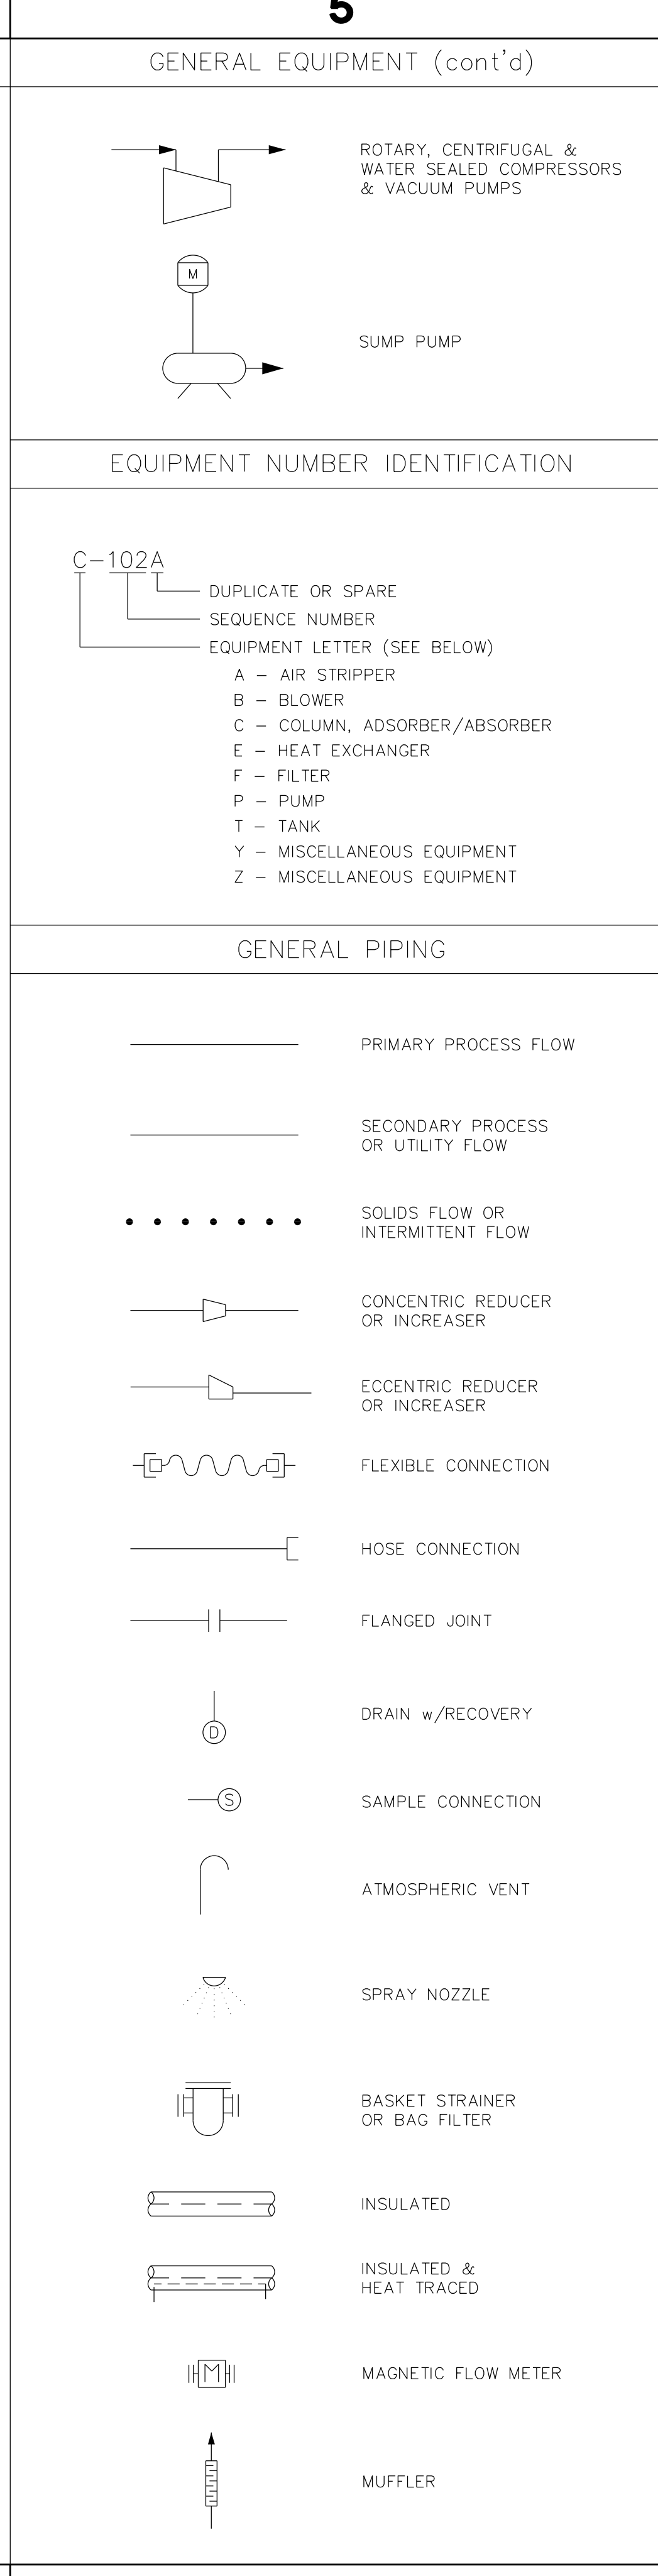 5
GENERAL EQUIPMENT (cont'd)
ROTARY, CENTRIFUGAL &
WATER SEALED COMPRESSORS
& VACUUM PUMPS
M
SUMP PUMP
EQUIPMENT NUMBER IDENTIFICATION
C-102A
DUPLICATE OR SPARE
SEQUENCE NUMBER
EQUIPMENT LETTER (SEE BELOW)
A - AIR STRIPPER
B - BLOWER
C - COLUMN, ADSORBER/ABSORBER
E - HEAT EXCHANGER
F - FILTER
P - PUMP
T - TANK
Y - MISCELLANEOUS EQUIPMENT
Z - MISCELLANEOUS EQUIPMENT
GENERAL PIPING
PRIMARY PROCESS FLOW
SECONDARY PROCESS
OR UTILITY FLOW
SOLIDS FLOW OR
INTERMITTENT FLOW
CONCENTRIC REDUCER
OR INCREASER
ECCENTRIC REDUCER
OR INCREASER
FLEXIBLE CONNECTION
HOSE CONNECTION
FLANGED JOINT
D
DRAIN w/RECOVERY
S
SAMPLE CONNECTION
ATMOSPHERIC VENT
SPRAY NOZZLE
BASKET STRAINER
OR BAG FILTER
INSULATED
INSULATED &
HEAT TRACED
M
MAGNETIC FLOW METER
MUFFLER